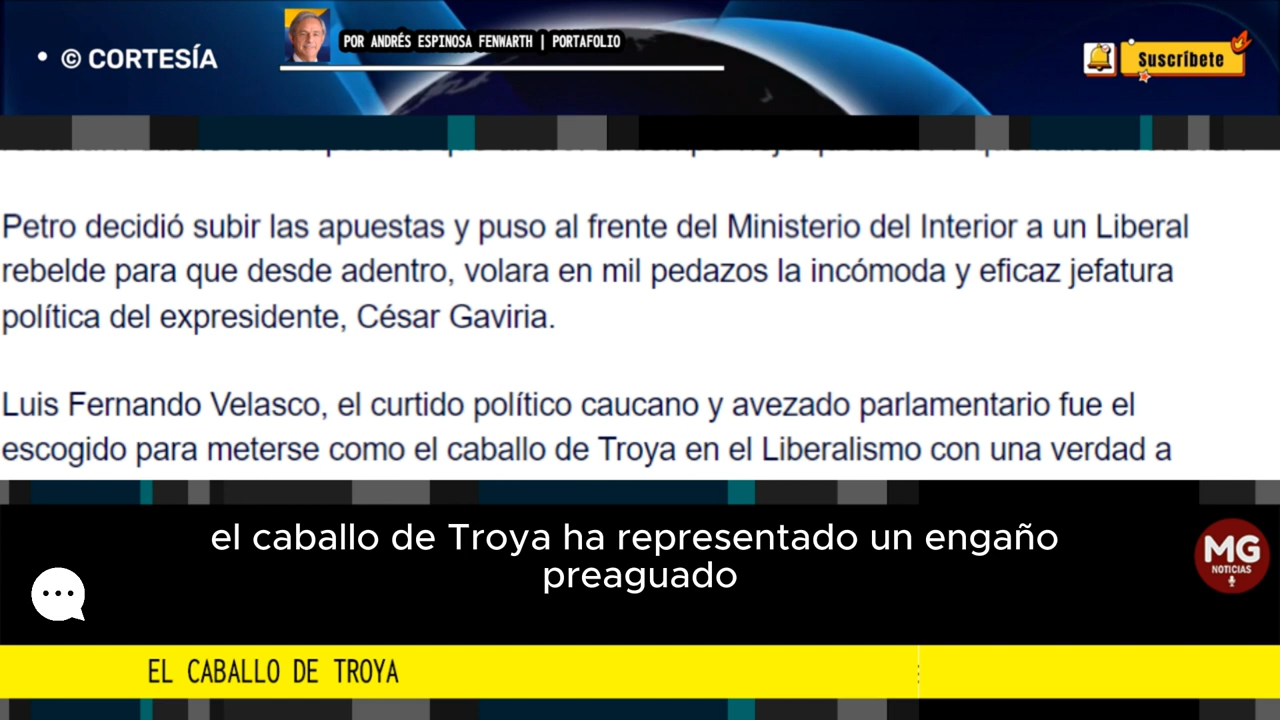 • © CORTESÍA
POR ANDRÉS ESPINOSA FENWARTH | PORTAFOLIO
Suscríbete
Petro decidió subir las apuestas y puso al frente del Ministerio del Interior a un Liberal
rebelde para que desde adentro, volara en mil pedazos la incómoda y eficaz jefatura
política del expresidente, César Gaviria.
Luis Fernando Velasco, el curtido político caucano y avezado parlamentario fue el
escogido para meterse como el caballo de Troya en el Liberalismo con una verdad a
el caballo de Troya ha representado un engaño
preaguado
MG
NOTICIAS
EL CABALLO DE TROYA